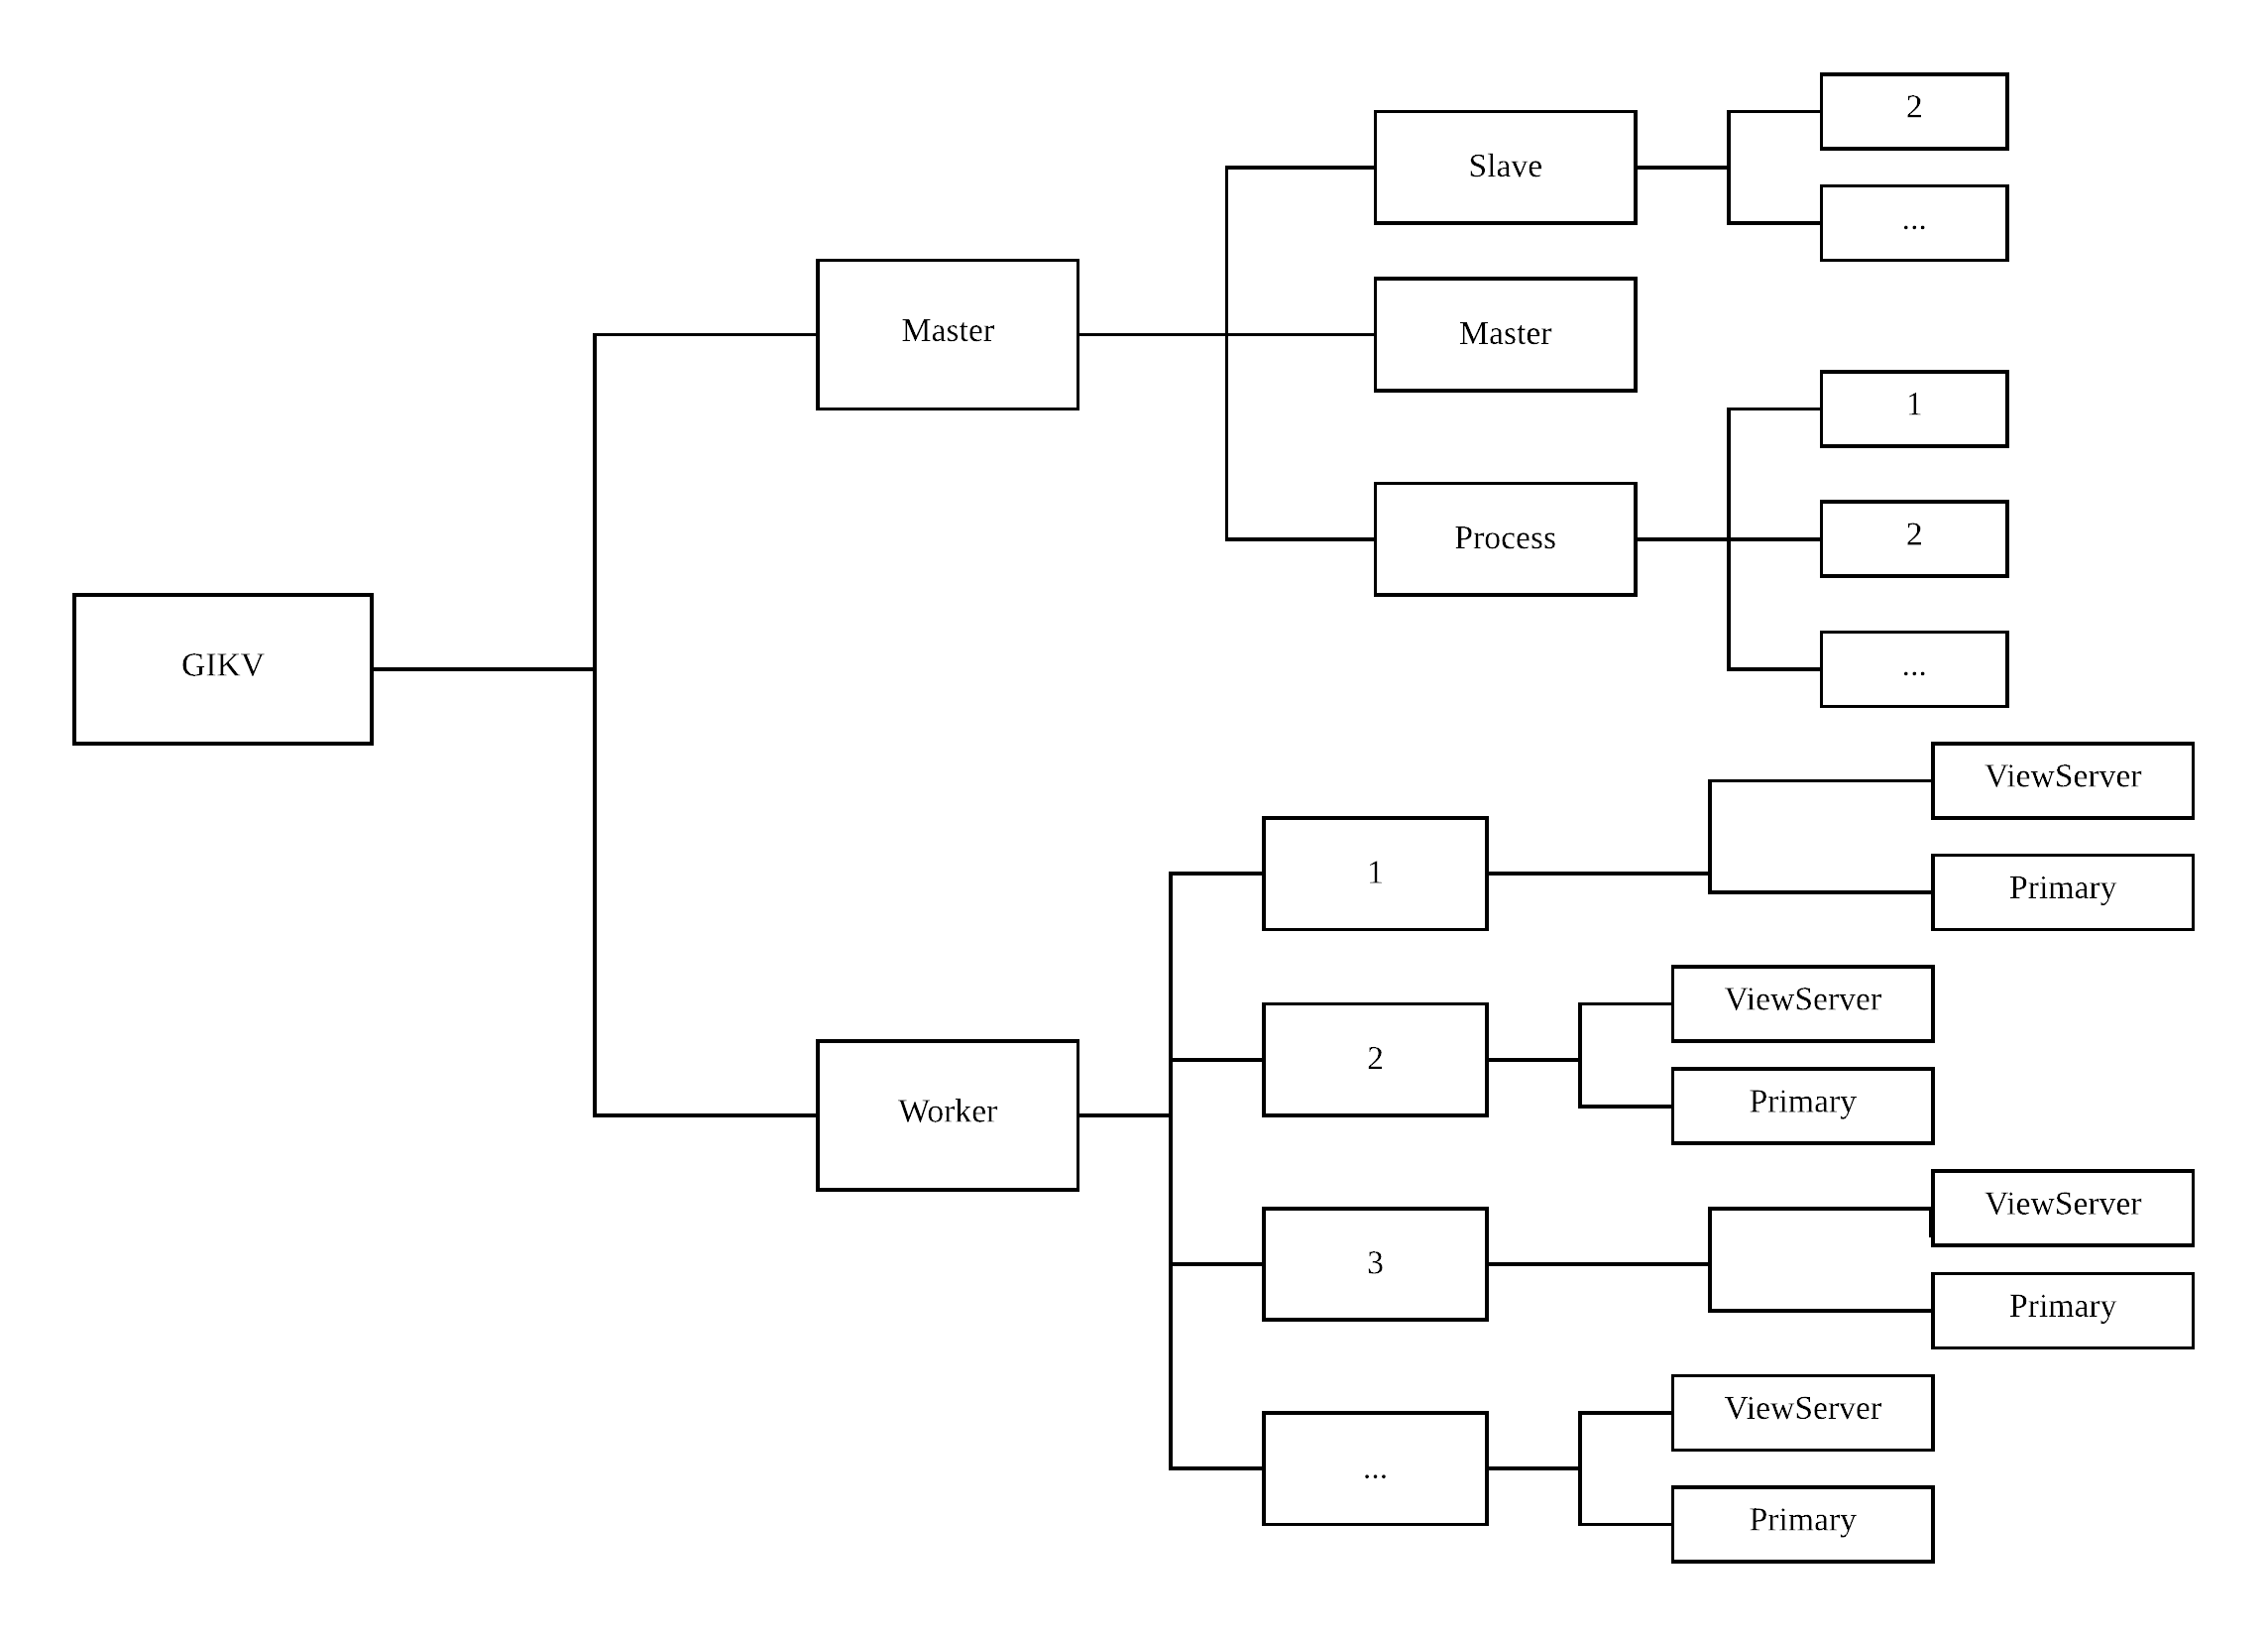 GIKV
Master
Slave
2
...
Master
Process
1
2
...
Worker
1
ViewServer
Primary
2
ViewServer
Primary
3
ViewServer
Primary
...
ViewServer
Primary